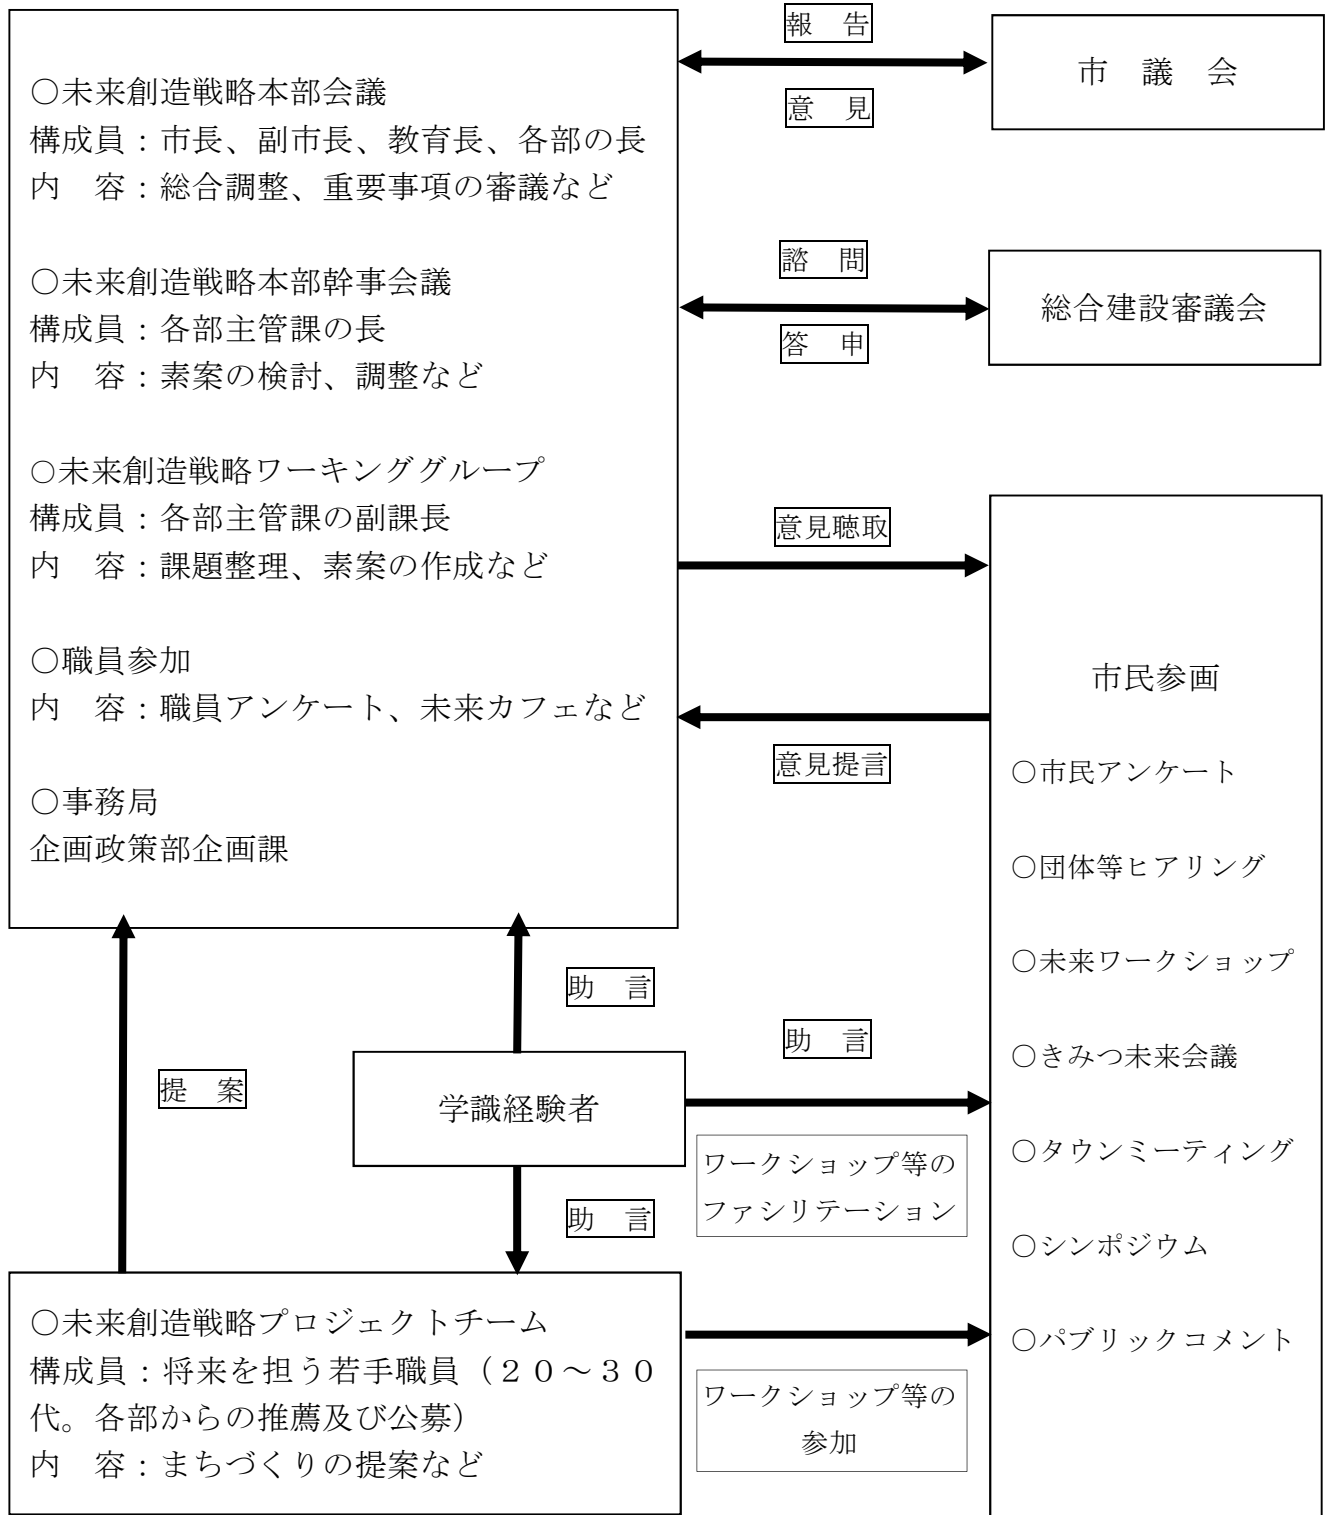 ○未来創造戦略本部会議
構成員：市長、副市長、教育長、各部の長
内　容：総合調整、重要事項の審議など
○未来創造戦略本部幹事会議
構成員：各部主管課の長
内　容：素案の検討、調整など
○未来創造戦略ワーキンググループ
構成員：各部主管課の副課長
内　容：課題整理、素案の作成など
○職員参加
内　容：職員アンケート、未来カフェなど
○事務局
企画政策部企画課
報　告
意　見
市　議　会
諮　問
答　申
総合建設審議会
意見聴取
意見提言
市民参画
○市民アンケート
○団体等ヒアリング
○未来ワークショップ
○きみつ未来会議
○タウンミーティング
○シンポジウム
○パブリックコメント
提　案
助　言
学識経験者
助　言
ワークショップ等の
ファシリテーション
助　言
○未来創造戦略プロジェクトチーム
構成員：将来を担う若手職員（２０～３０
代。各部からの推薦及び公募）
内　容：まちづくりの提案など
ワークショップ等の
参加